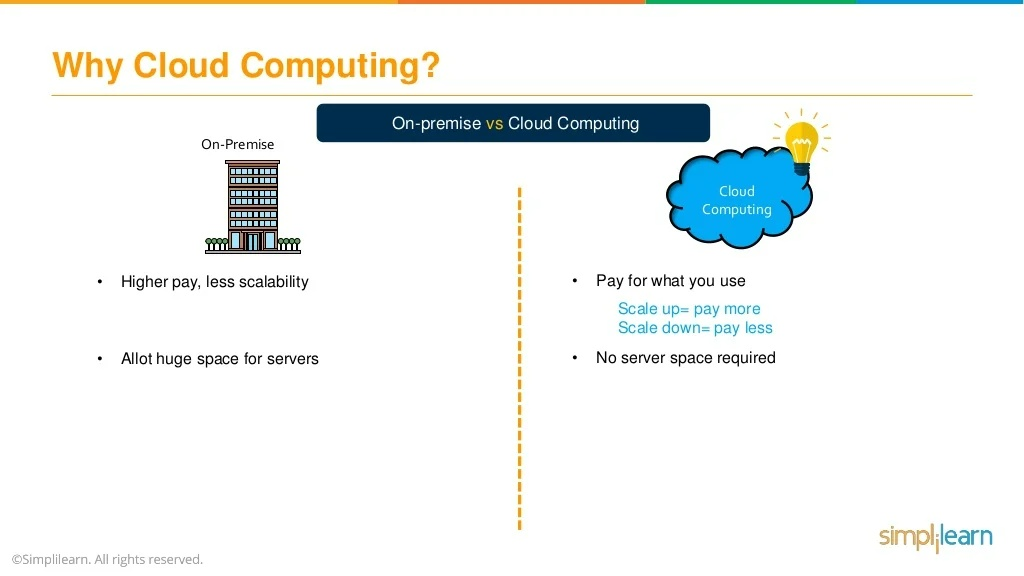 Why Cloud Computing?
On-premise vs Cloud Computing
On-Premise
• Higher pay, less scalability
• Allot huge space for servers
Cloud
Computing
• Pay for what you use
Scale up= pay more
Scale down= pay less
• No server space required
©Simplilearn. All rights reserved.
simplilearn